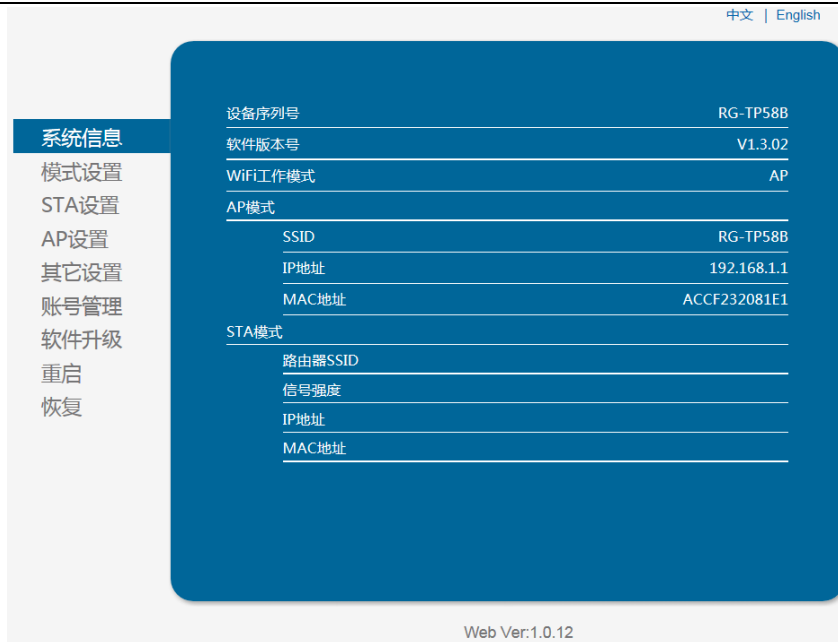 中文 | English
系统信息
模式设置
STA设置
AP设置
其它设置
账号管理
软件升级
重启
恢复
设备序列号 RG-TP58B
软件版本号 V1.3.02
WiFi工作模式 AP
AP模式
SSID RG-TP58B
IP地址 192.168.1.1
MAC地址 ACCF232081E1
STA模式
路由器SSID
信号强度
IP地址
MAC地址
Web Ver:1.0.12